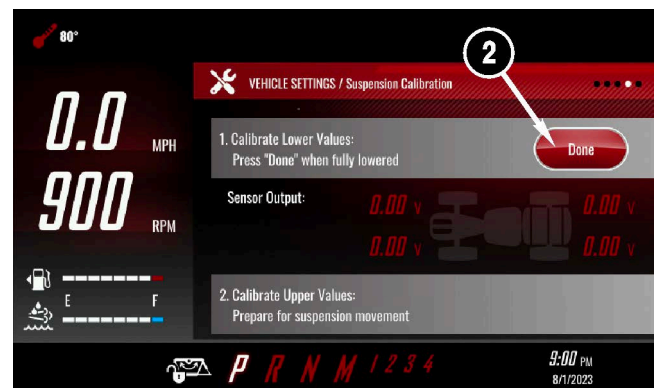 80°
2
VEHICLE SETTINGS / Suspension Calibration
0.0 MPH
1. Calibrate Lower Values:
Press "Done" when fully lowered
Done
900 RPM
Sensor Output:
0.00 v 0.00 v
0.00 v 0.00 v
E F
2. Calibrate Upper Values:
Prepare for suspension movement
P R N M 1 2 3 4
9:00 PM
8/1/2023